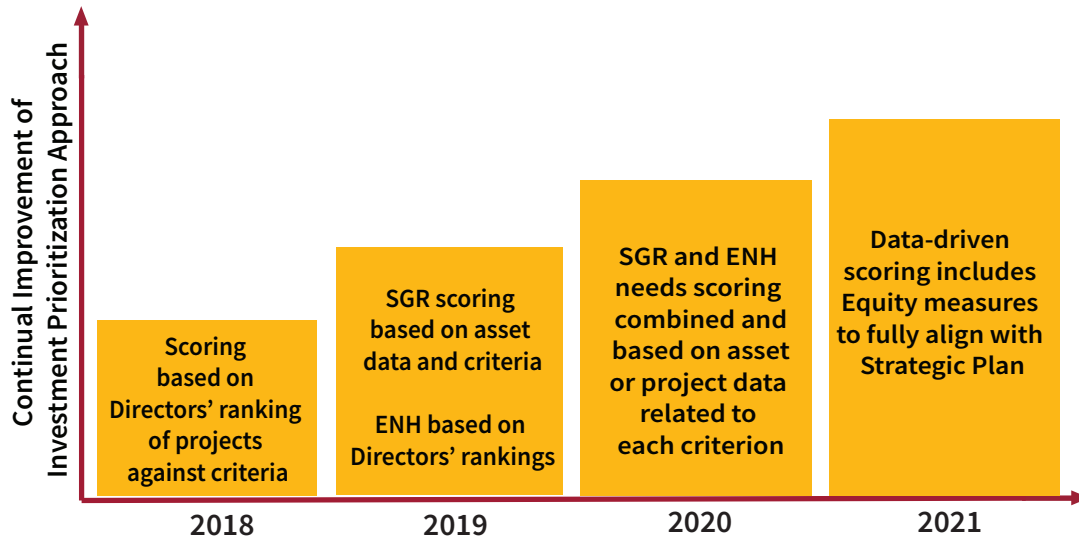 Continual Improvement of
Investment Prioritization Approach
Scoring
based on
Directors’ ranking
of projects
against criteria
SGR scoring
based on asset
data and criteria
ENH based on
Directors’ rankings
SGR and ENH
needs scoring
combined and
based on asset
or project data
related to
each criterion
Data-driven
scoring includes
Equity measures
to fully align with
Strategic Plan
2018
2019
2020
2021